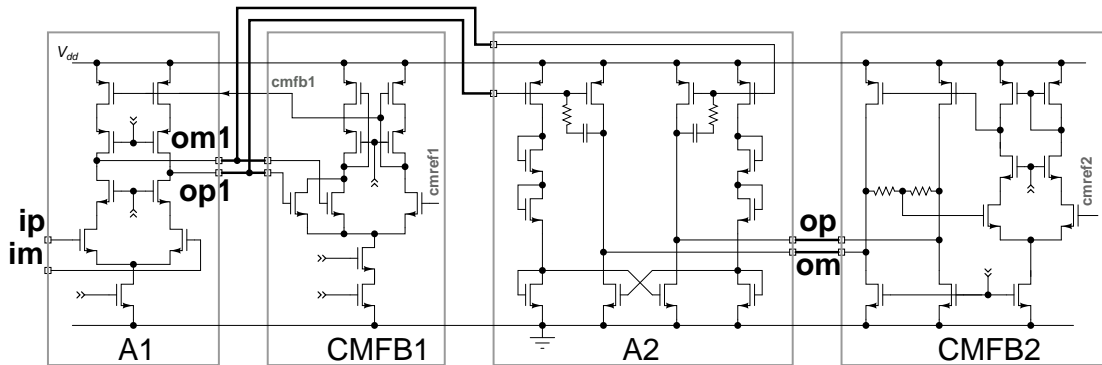 V_dd
cmfb1
om1
op1
cmref1
cmref2
ip
im
op
om
A1
CMFB1
A2
CMFB2